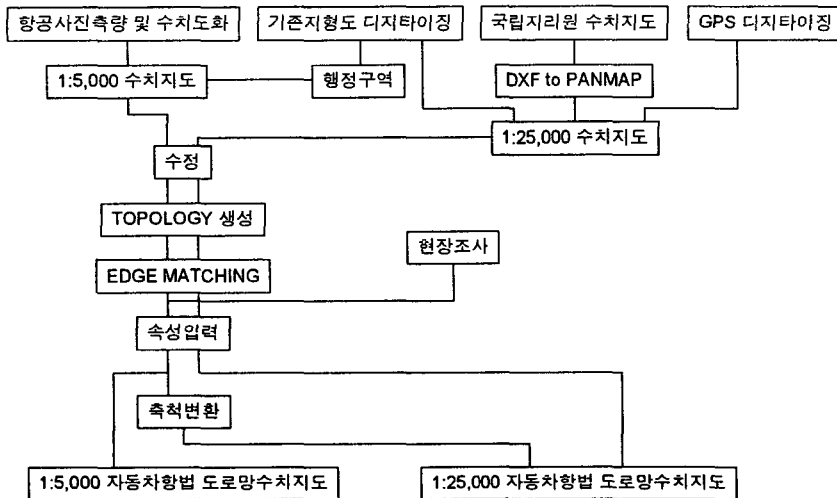 항공사진측량 및 수치도화
기존지형도 디지타이징
국립지리원 수치지도
GPS 디지타이징
1:5,000 수치지도
행정구역
DXF to PANMAP
1:25,000 수치지도
수정
TOPOLOGY 생성
현장조사
EDGE MATCHING
속성입력
축척변환
1:5,000 자동차항법 도로망수치지도
1:25,000 자동차항법 도로망수치지도